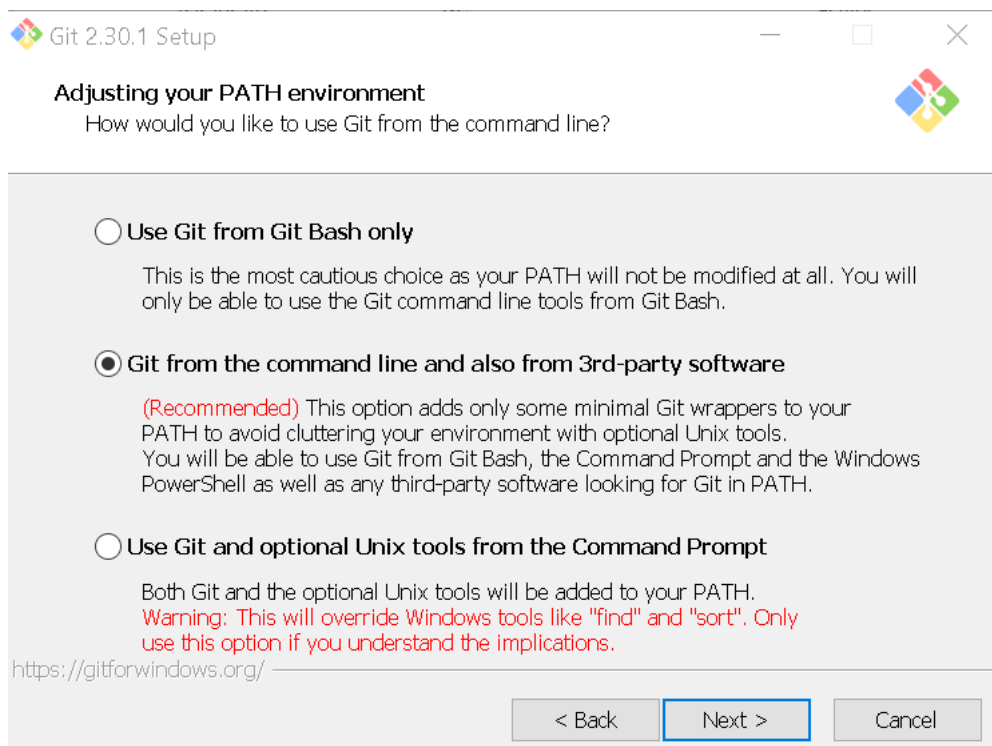 Git 2.30.1 Setup
Adjusting your PATH environment
How would you like to use Git from the command line?
Use Git from Git Bash only
This is the most cautious choice as your PATH will not be modified at all. You will
only be able to use the Git command line tools from Git Bash.
Git from the command line and also from 3rd-party software
(Recommended) This option adds only some minimal Git wrappers to your
PATH to avoid cluttering your environment with optional Unix tools.
You will be able to use Git from Git Bash, the Command Prompt and the Windows
PowerShell as well as any third-party software looking for Git in PATH.
Use Git and optional Unix tools from the Command Prompt
Both Git and the optional Unix tools will be added to your PATH.
Warning: This will override Windows tools like "find" and "sort". Only
use this option if you understand the implications.
https://gitforwindows.org/
< Back Next > Cancel